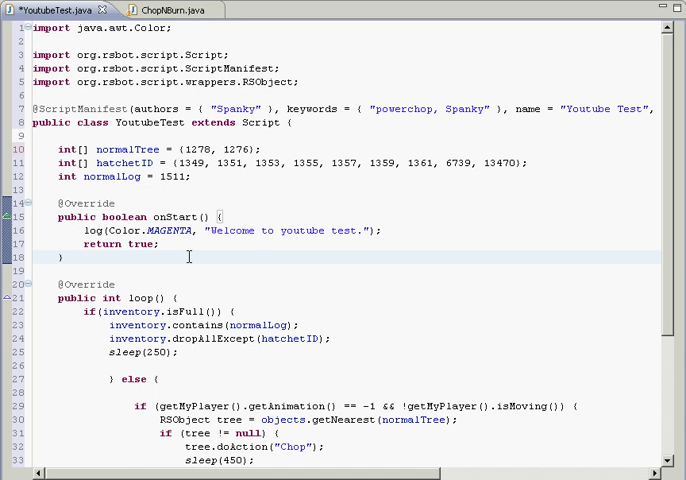 *YoutubeTest.java
ChopNBurn.java
1 import java.awt.Color;
2
3 import org.rsbot.script.Script;
4 import org.rsbot.script.ScriptManifest;
5 import org.rsbot.script.wrappers.RSObject;
6
7 @ScriptManifest(authors = { "Spanky" }, keywords = { "powerchop, Spanky" }, name = "Youtube Test",
8 public class YoutubeTest extends Script {
9
10 int[] normalTree = {1278, 1276};
11 int[] hatchetID = {1349, 1351, 1353, 1355, 1357, 1359, 1361, 6739, 13470};
12 int normalLog = 1511;
13
14 @Override
15 public boolean onStart() {
16 log(Color.MAGENTA, "Welcome to youtube test.");
17 return true;
18 }
19
20 @Override
21 public int loop() {
22 if(inventory.isFull()) {
23 inventory.contains(normalLog);
24 inventory.dropAllExcept(hatchetID);
25 sleep(250);
26
27 } else {
28
29 if (getMyPlayer().getAnimation() == -1 && !getMyPlayer().isMoving()) {
30 RSObject tree = objects.getNearest(normalTree);
31 if (tree != null) {
32 tree.doAction("Chop");
33 sleep(450);